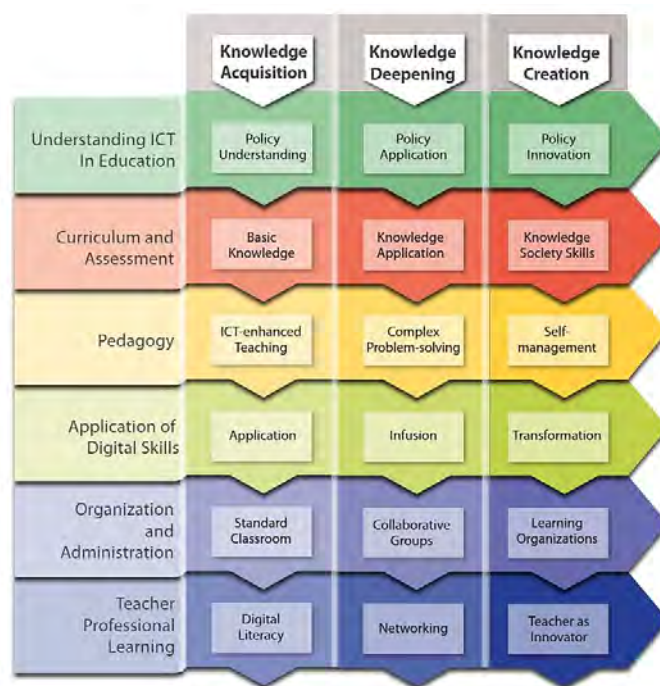 Knowledge
Acquisition
Knowledge
Deepening
Knowledge
Creation
Understanding ICT
In Education
Policy
Understanding
Policy
Application
Policy
Innovation
Curriculum and
Assessment
Basic
Knowledge
Knowledge
Application
Knowledge
Society Skills
Pedagogy
ICT-enhanced
Teaching
Complex
Problem-solving
Self-
management
Application of
Digital Skills
Application
Infusion
Transformation
Organization
and
Administration
Standard
Classroom
Collaborative
Groups
Learning
Organizations
Teacher
Professional
Learning
Digital
Literacy
Networking
Teacher as
Innovator